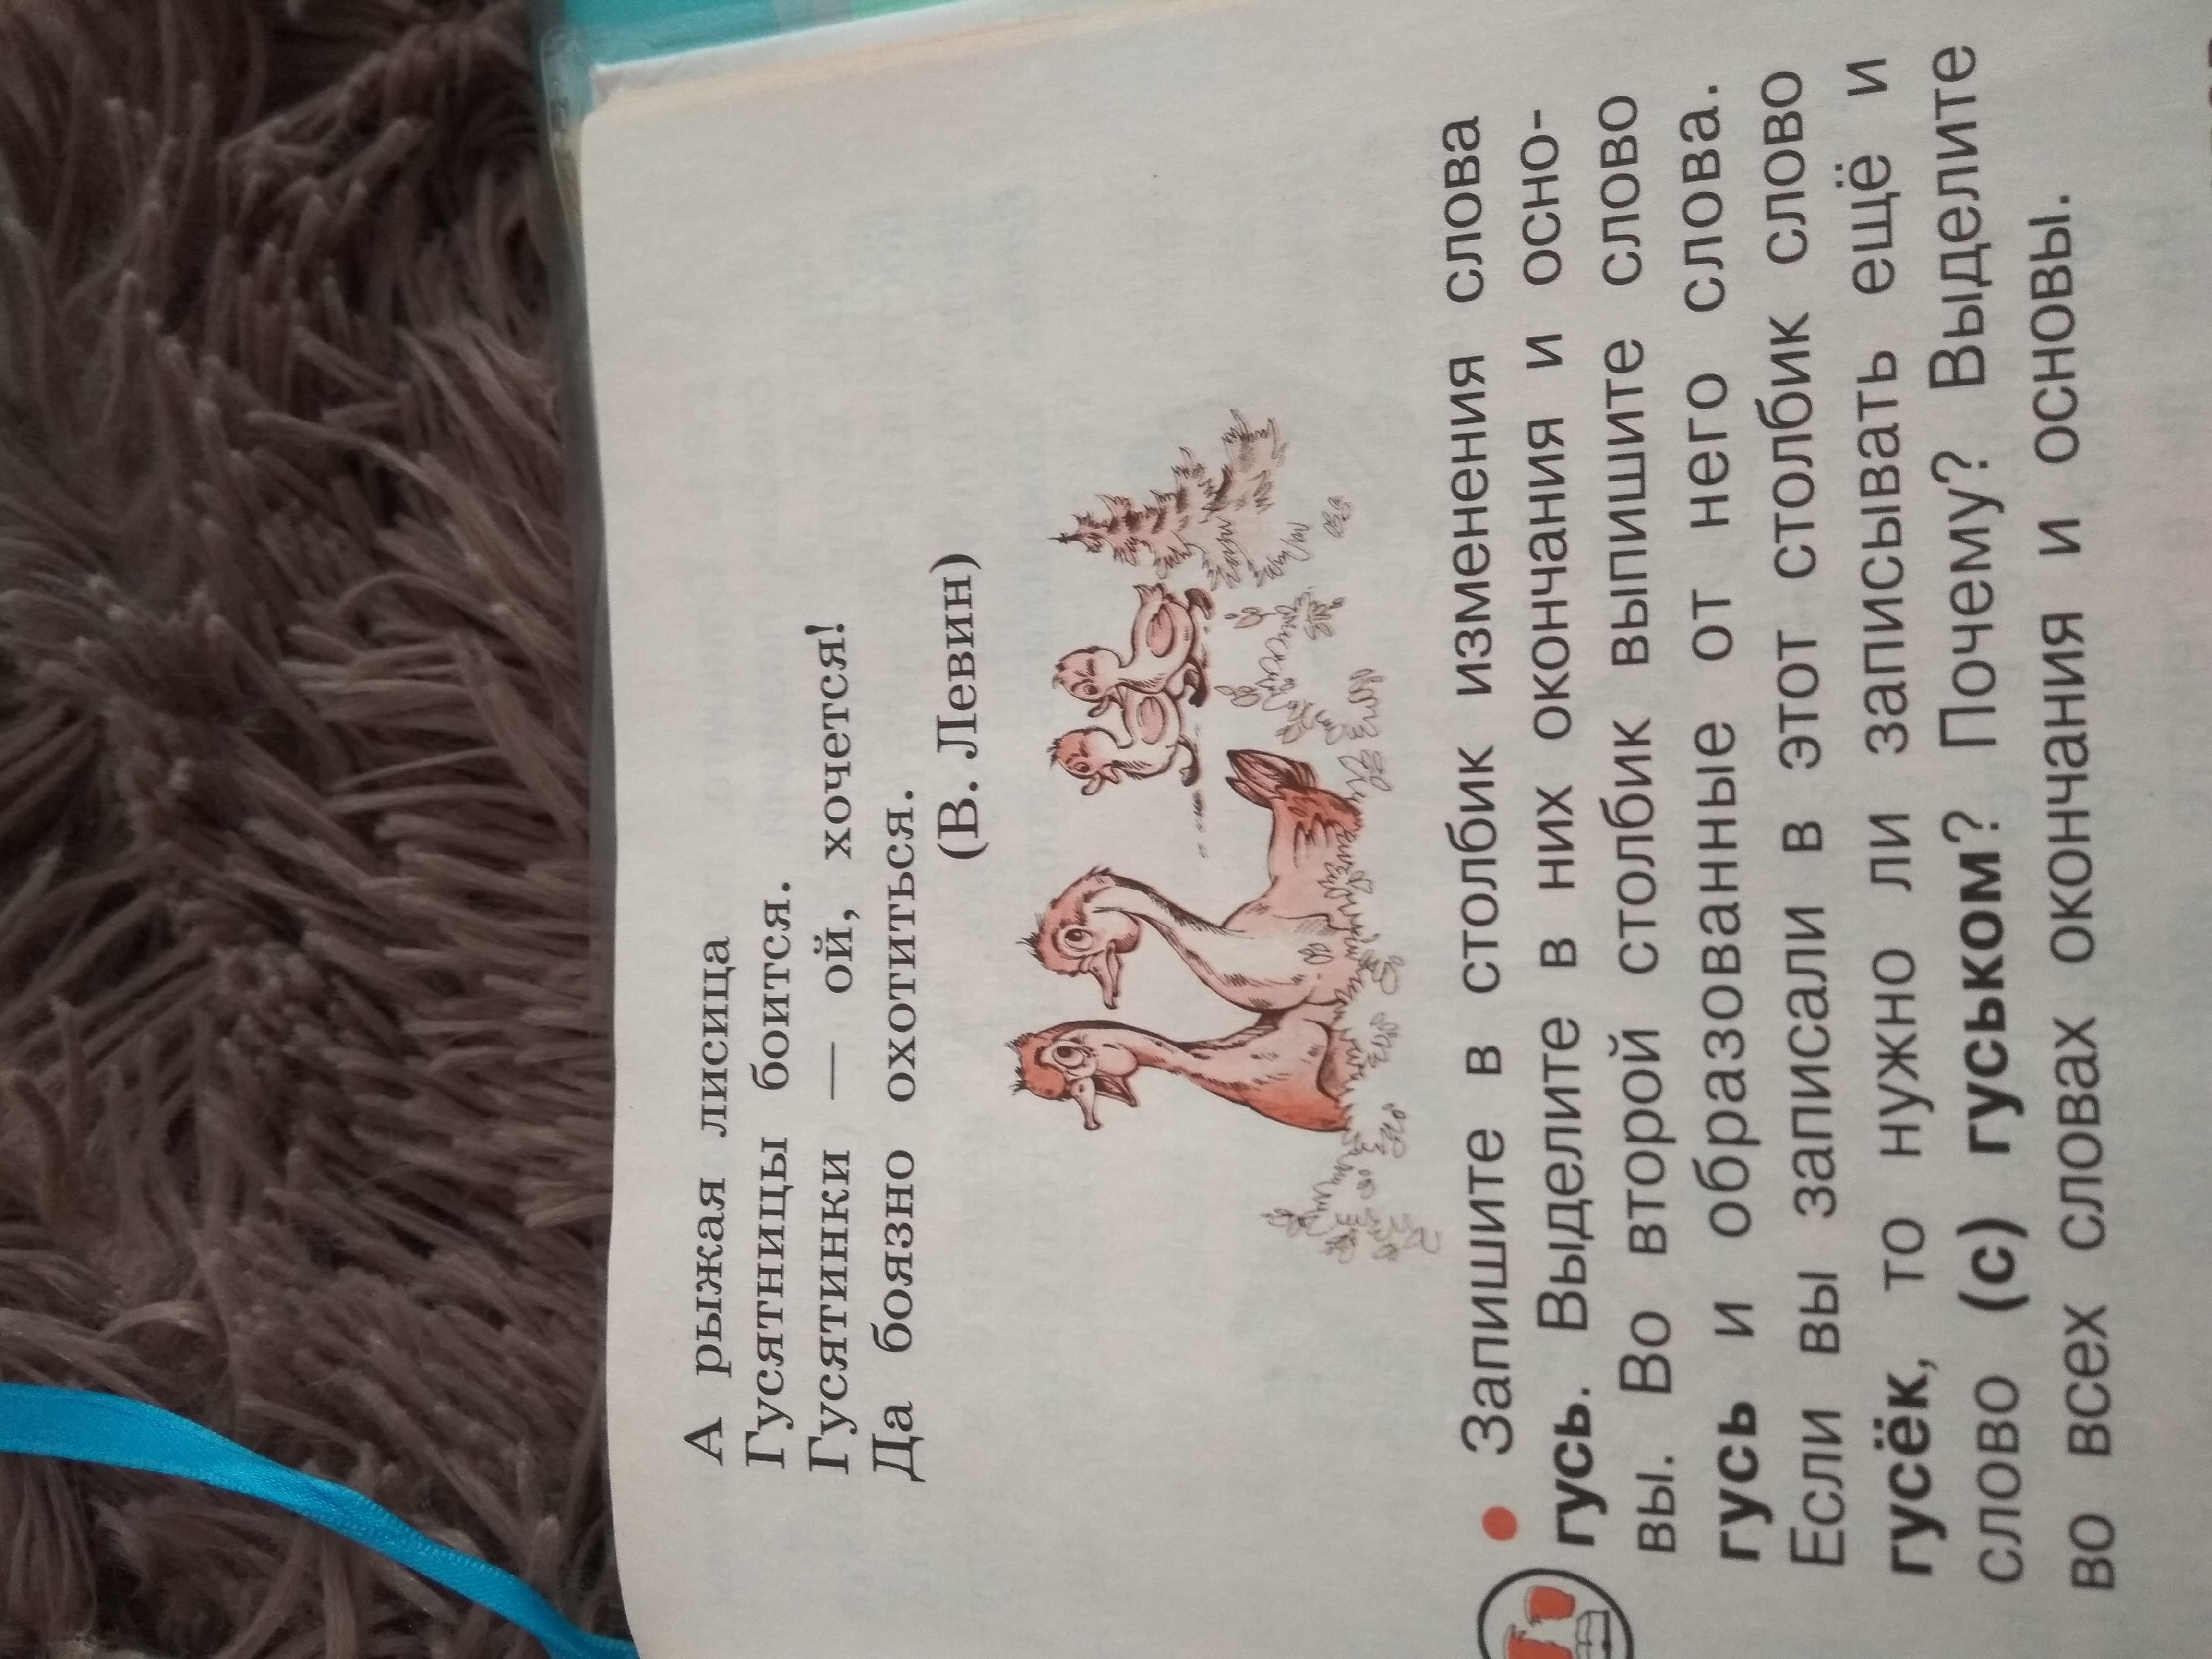 А рыжая лисица
Гусятницы боится.
Гусятинки — ой, хочется!
Да боязно охотиться.
(В. Левин)
• Запишите в столбик изменения слова
гусь. Выделите в них окончания и осно-
вы. Во второй столбик выпишите слово
гусь и образованные от него слова.
Если вы записали в этот столбик слово
гусёк, то нужно ли записывать ещё и
слово (с) гуськом? Почему? Выделите
во всех словах окончания и основы.